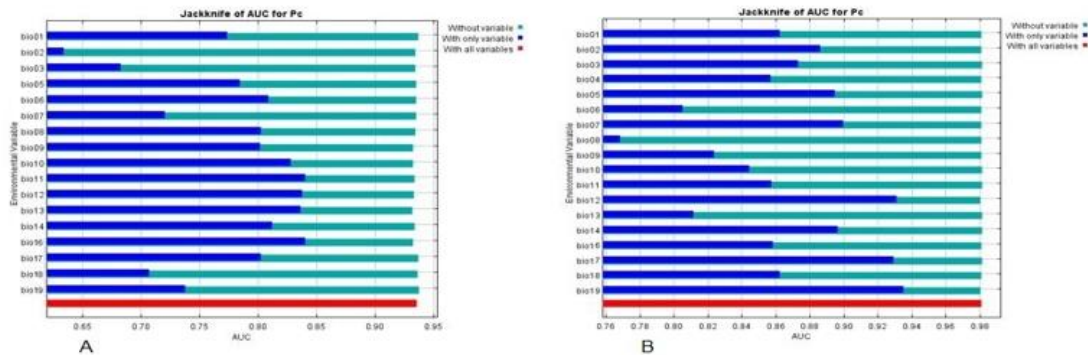 Jackknife of AUC for Pc
Without variable
With only variable
With all variables
Environmental Variable
bio01
bio02
bio03
bio05
bio06
bio07
bio08
bio09
bio10
bio11
bio12
bio13
bio14
bio16
bio17
bio18
bio19
0.65 0.70 0.75 0.80 0.85 0.90 0.95
AUC
A
Jackknife of AUC for Pc
Without variable
With only variable
With all variables
Environmental Variable
bio01
bio02
bio03
bio04
bio05
bio06
bio07
bio08
bio09
bio10
bio11
bio12
bio13
bio14
bio16
bio17
bio18
bio19
0.76 0.78 0.80 0.82 0.84 0.86 0.88 0.90 0.92 0.94 0.96 0.98
AUC
B